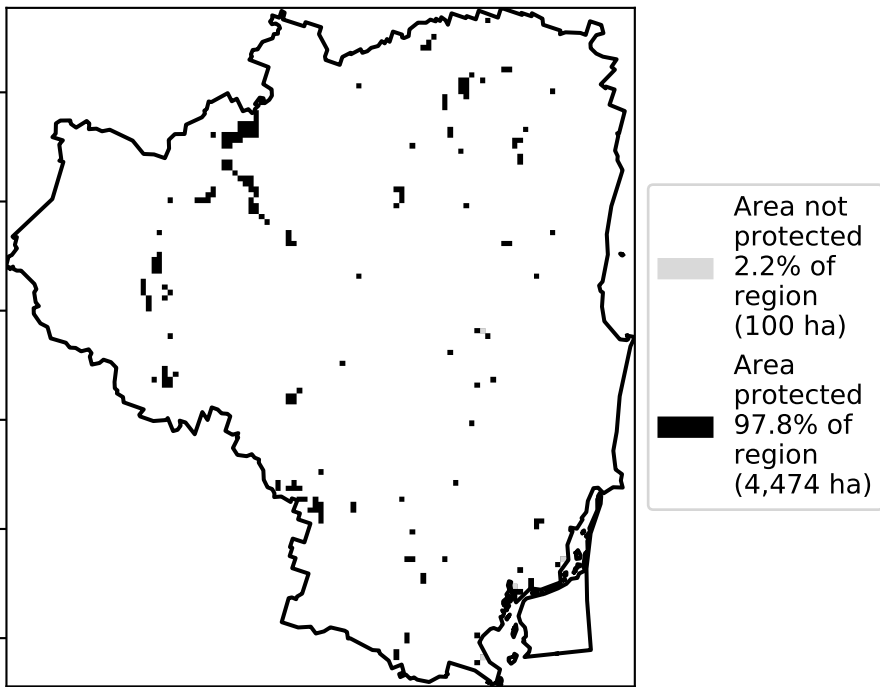 Area not
protected
2.2% of
region
(100 ha)
Area
protected
97.8% of
region
(4,474 ha)